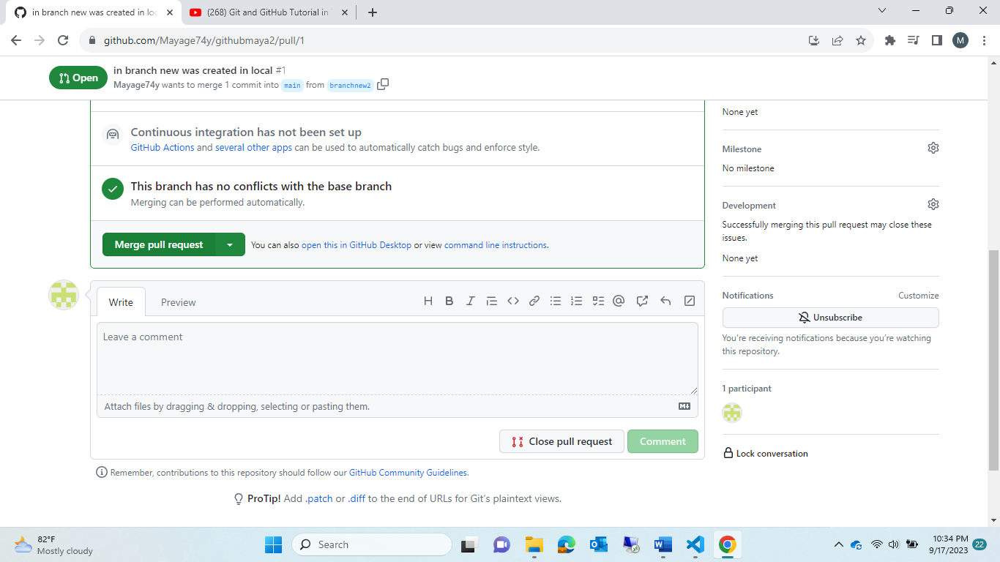 in branch new was created in loc
(268) Git and GitHub Tutorial in
github.com/Mayage74y/githubmaya2/pull/1
M
Open
in branch new was created in local #1
Mayage74y wants to merge 1 commit into main from branchnew2
Continuous integration has not been set up
GitHub Actions and several other apps can be used to automatically catch bugs and enforce style.
This branch has no conflicts with the base branch
Merging can be performed automatically.
Merge pull request
You can also open this in GitHub Desktop or view command line instructions.
Write
Preview
Leave a comment
Attach files by dragging & dropping, selecting or pasting them.
Close pull request
Comment
Remember, contributions to this repository should follow our GitHub Community Guidelines.
ProTip! Add .patch or .diff to the end of URLs for Git's plaintext views.
None yet
Milestone
No milestone
Development
Successfully merging this pull request may close these
issues.
None yet
Notifications
Customize
Unsubscribe
You're receiving notifications because you're watching
this repository.
1 participant
Lock conversation
82°F
Mostly cloudy
Search
10:34 PM
9/17/2023
22